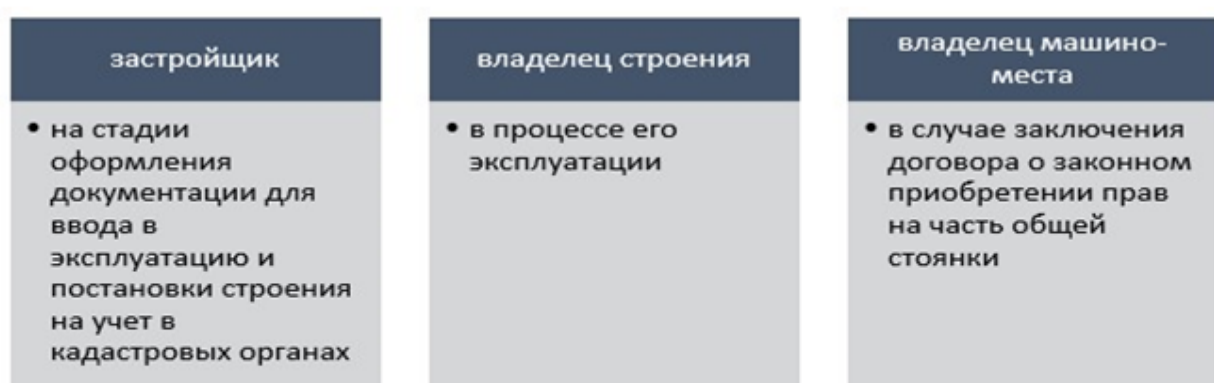 застройщик
• на стадии
оформления
документации для
ввода в
эксплуатацию и
постановки строения
на учет в
кадастровых органах
владелец строения
• в процессе его
эксплуатации
владелец машино-
места
• в случае заключения
договора о законном
приобретении прав
на часть общей
стоянки